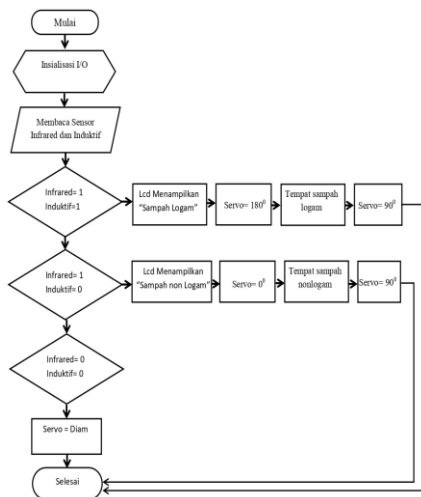 Mulai
Insialisasi I/O
Membaca Sensor
Infrared dan Induktif
Infrared= 1
Induktif=1
Lcd Menampilkan
"Sampah Logam"
Servo= 180⁰
Tempat sampah
logam
Servo= 90⁰
Infrared= 1
Induktif= 0
Lcd Menampilkan
"Sampah non Logam"
Servo= 0⁰
Tempat sampah
nonlogam
Servo= 90⁰
Infrared= 0
Induktif= 0
Servo = Diam
Selesai